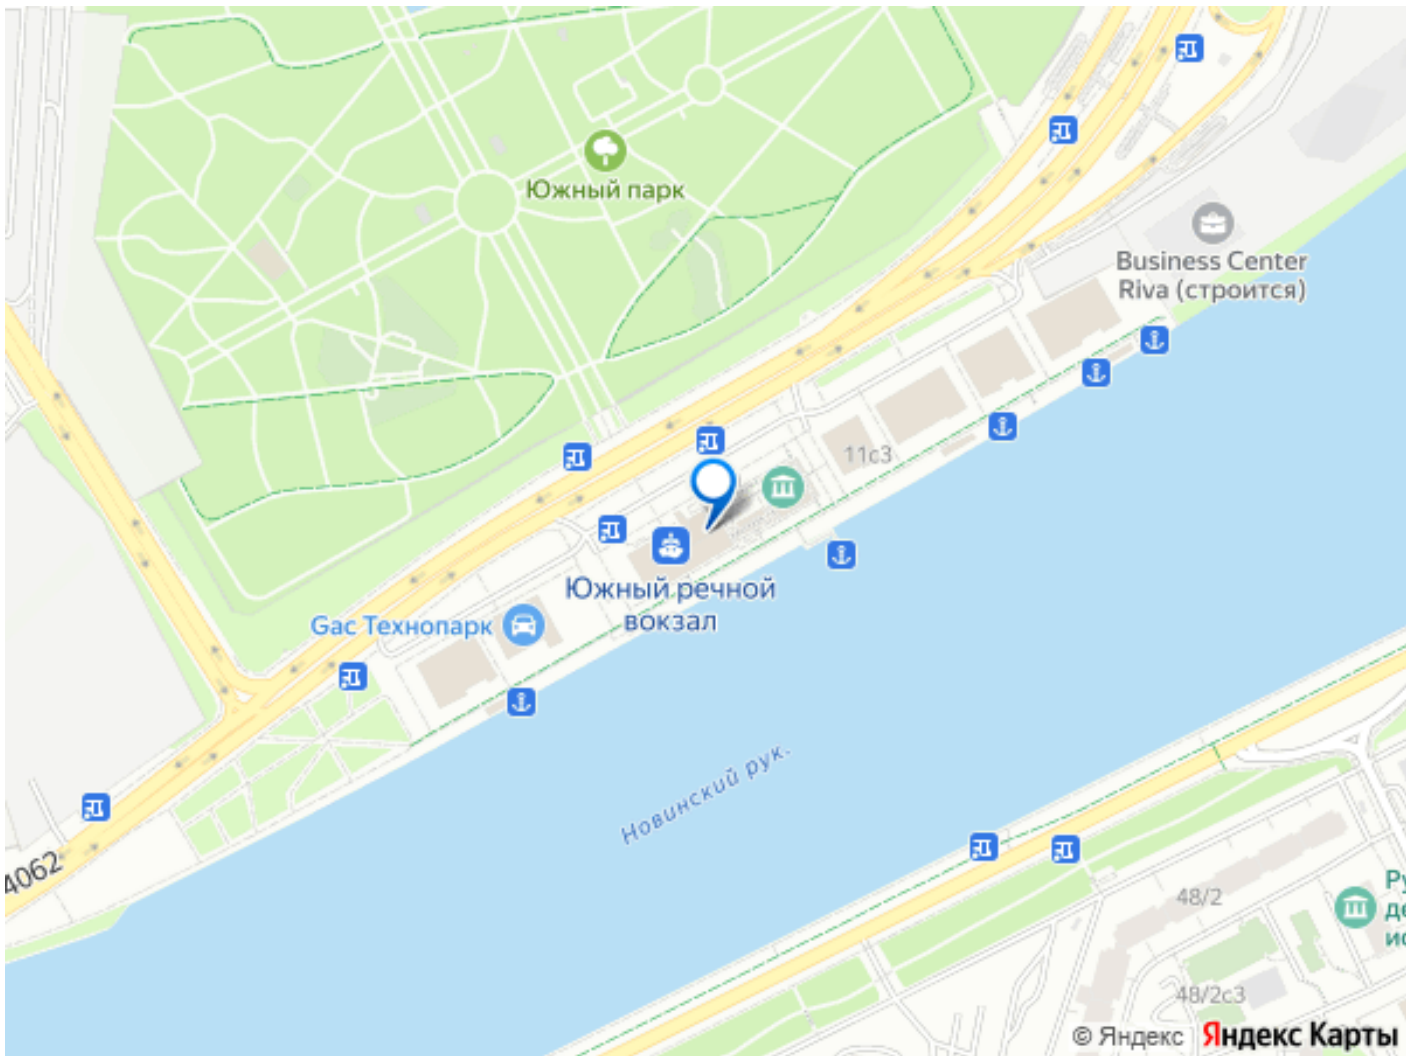 Южный парк
Business Center
Riva (строится)
11с3
Южный речной
вокзал
Gac Технопарк
Новинский рук.
4062
48/2
48/2с3
© Яндекс
Яндекс Карты